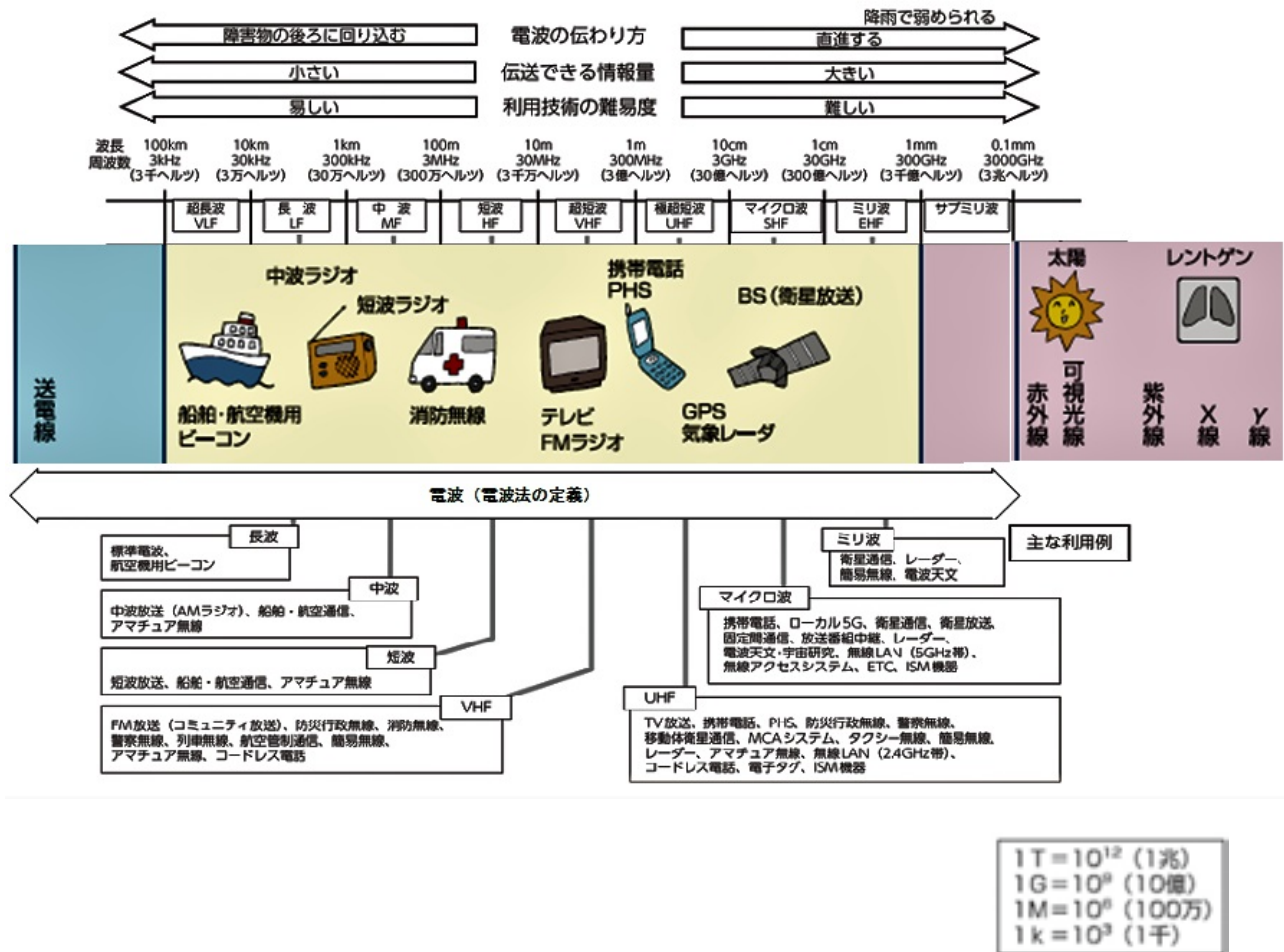 降雨で弱められる
障害物の後ろに回り込む 電波の伝わり方 直進する
小さい 伝送できる情報量 大きい
易しい 利用技術の難易度 難しい
波長 100km 10km 1km 100m 10m 1m 10cm 1cm 1mm 0.1mm
周波数 3kHz 30kHz 300kHz 3MHz 30MHz 300MHz 3GHz 30GHz 300GHz 3000GHz
(3千ヘルツ) (3万ヘルツ) (30万ヘルツ) (300万ヘルツ) (3千万ヘルツ) (3億ヘルツ) (30億ヘルツ) (300億ヘルツ) (3千億ヘルツ) (3兆ヘルツ)
超長波 長 波 中 波 短波 超短波 極超短波 マイクロ波 ミリ波 サブミリ波
VLF LF MF HF VHF UHF SHF EHF
送電線
中波ラジオ
短波ラジオ
携帯電話
PHS
BS(衛星放送)
船舶・航空機用
ビーコン
消防無線
テレビ
FMラジオ
GPS
気象レーダ
太陽
レントゲン
赤外線
可視光線
紫外線
X線
γ線
電波(電波法の定義)
主な利用例
長波
標準電波、
航空機用ビーコン
中波
中波放送(AMラジオ)、船舶・航空通信、
アマチュア無線
短波
短波放送、船舶・航空通信、アマチュア無線
VHF
FM放送(コミュニティ放送)、防災行政無線、消防無線、
警察無線、列車無線、航空管制通信、簡易無線、
アマチュア無線、コードレス電話
UHF
TV放送、携帯電話、PHS、防災行政無線、警察無線、
移動体衛星通信、MCAシステム、タクシー無線、簡易無線、
レーダー、アマチュア無線、無線LAN(2.4GHz帯)、
コードレス電話、電子タグ、ISM機器
マイクロ波
携帯電話、ローカル5G、衛星通信、衛星放送、
固定間通信、放送番組中継、レーダー、
電波天文・宇宙研究、無線LAN(5GHz帯)、
無線アクセスシステム、ETC、ISM機器
ミリ波
衛星通信、レーダー、
簡易無線、電波天文
1T=10¹²(1兆)
1G=10⁹(10億)
1M=10⁶(100万)
1k=10³(1千)